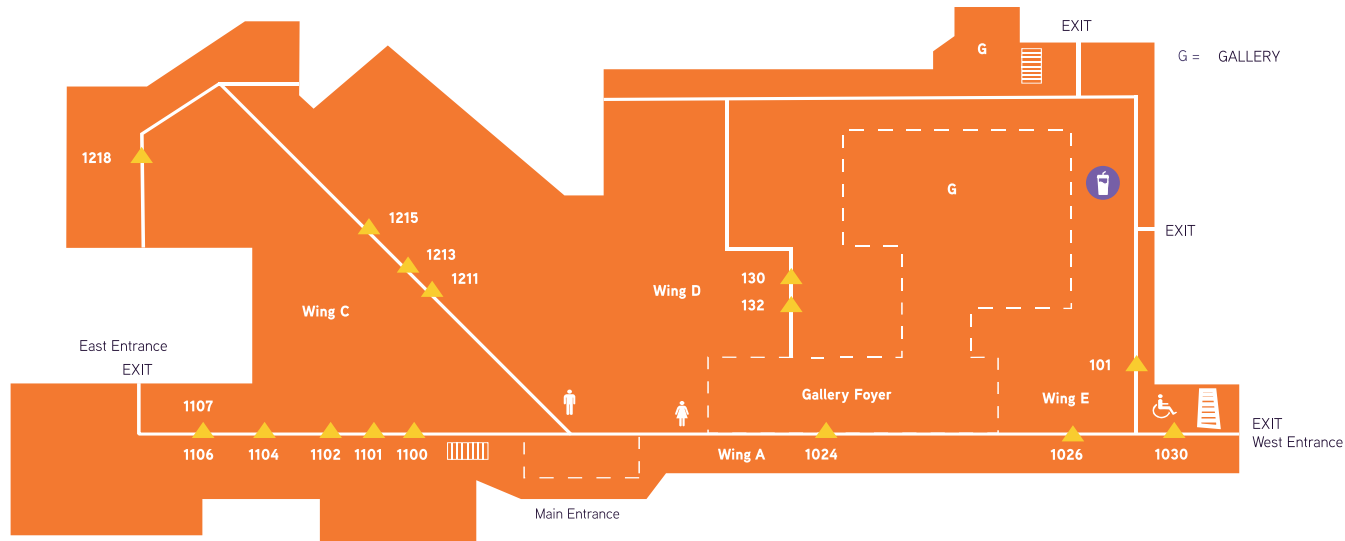 EXIT
G
G = GALLERY
1218
G
1215
EXIT
1213
1211
130
Wing D
132
Wing C
East Entrance
EXIT
101
Gallery Foyer
Wing E
1107
EXIT
West Entrance
1106
1104
1102
1101
1100
Wing A
1024
1026
1030
Main Entrance